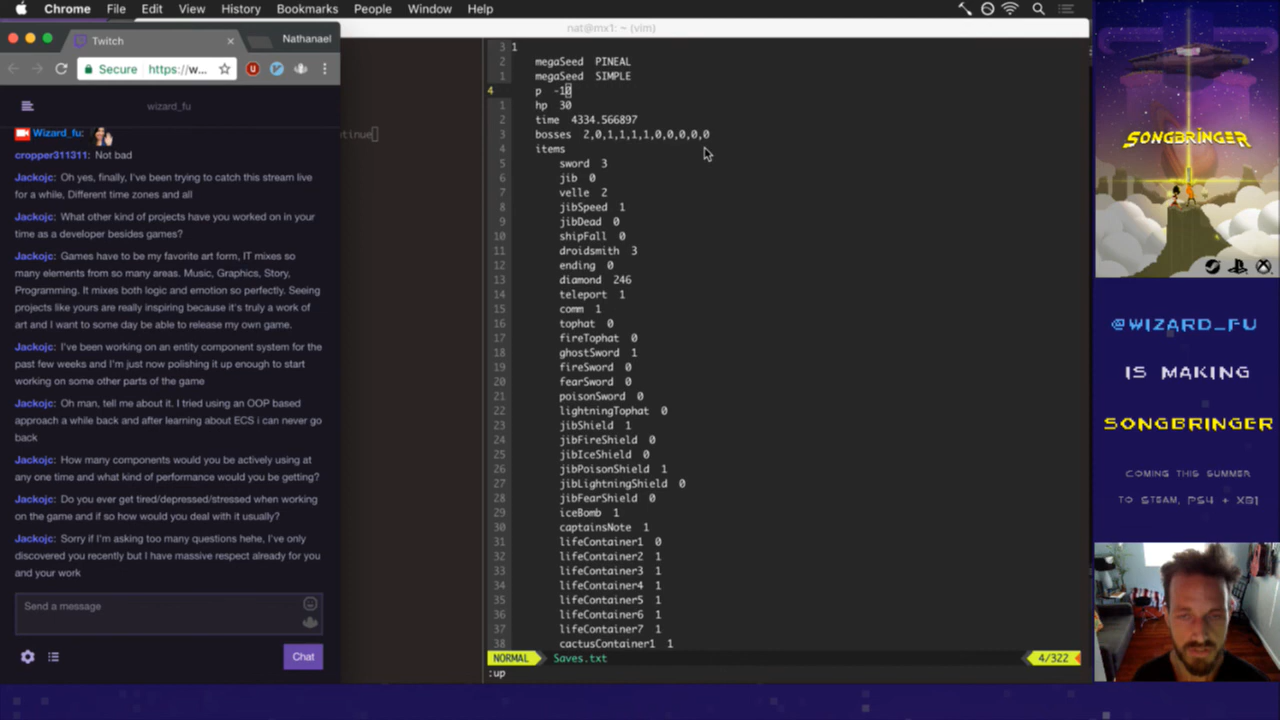 Chrome File Edit View History Bookmarks People Window Help
Twitch
Nathanael
Secure https://w...
wizard_fu
Wizard_fu:
cropper311311: Not bad
Jackojc: Oh yes, finally, I've been trying to catch this stream live
for a while, Different time zones and all
Jackojc: What other kind of projects have you worked on in your
time as a developer besides games?
Jackojc: Games have to be my favorite art form, IT mixes so
many elements from so many areas. Music, Graphics, Story,
Programming. It mixes both logic and emotion so perfectly. Seeing
projects like yours are really inspiring because it's truly a work of
art and I want to some day be able to release my own game.
Jackojc: I've been working on an entity component system for the
past few weeks and I'm just now polishing it up enough to start
working on some other parts of the game
Jackojc: Oh man, tell me about it. I tried using an OOP based
approach a while back and after learning about ECS i can never go
back
Jackojc: How many components would you be actively using at
any one time and what kind of performance would you be getting?
Jackojc: Do you ever get tired/depressed/stressed when working
on the game and if so how would you deal with it usually?
Jackojc: Sorry if I'm asking too many questions hehe, I've only
discovered you recently but I have massive respect already for you
and your work
Send a message
Chat
tinue
nat@mx1: ~ (vim)
3 1
2 megaSeed PINEAL
1 megaSeed SIMPLE
4 p -10
1 hp 30
2 time 4334.566897
3 bosses 2,0,1,1,1,1,0,0,0,0,0
4 items
5 sword 3
6 jib 0
7 velle 2
8 jibSpeed 1
9 jibDead 0
10 shipFall 0
11 droidsmith 3
12 ending 0
13 diamond 246
14 teleport 1
15 comm 1
16 tophat 0
17 fireTophat 0
18 ghostSword 1
19 fireSword 0
20 fearSword 0
21 poisonSword 0
22 lightningTophat 0
23 jibShield 1
24 jibFireShield 0
25 jibIceShield 0
26 jibPoisonShield 1
27 jibLightningShield 0
28 jibFearShield 0
29 iceBomb 1
30 captainsNote 1
31 lifeContainer1 0
32 lifeContainer2 1
33 lifeContainer3 1
34 lifeContainer4 1
35 lifeContainer5 1
36 lifeContainer6 1
37 lifeContainer7 1
38 cactusContainer1 1
NORMAL Saves.txt 4/322
:up
SONGBRINGER
@WIZARD_FU
IS MAKING
SONGBRINGER
COMING THIS SUMMER
TO STEAM, PS4 + XB1